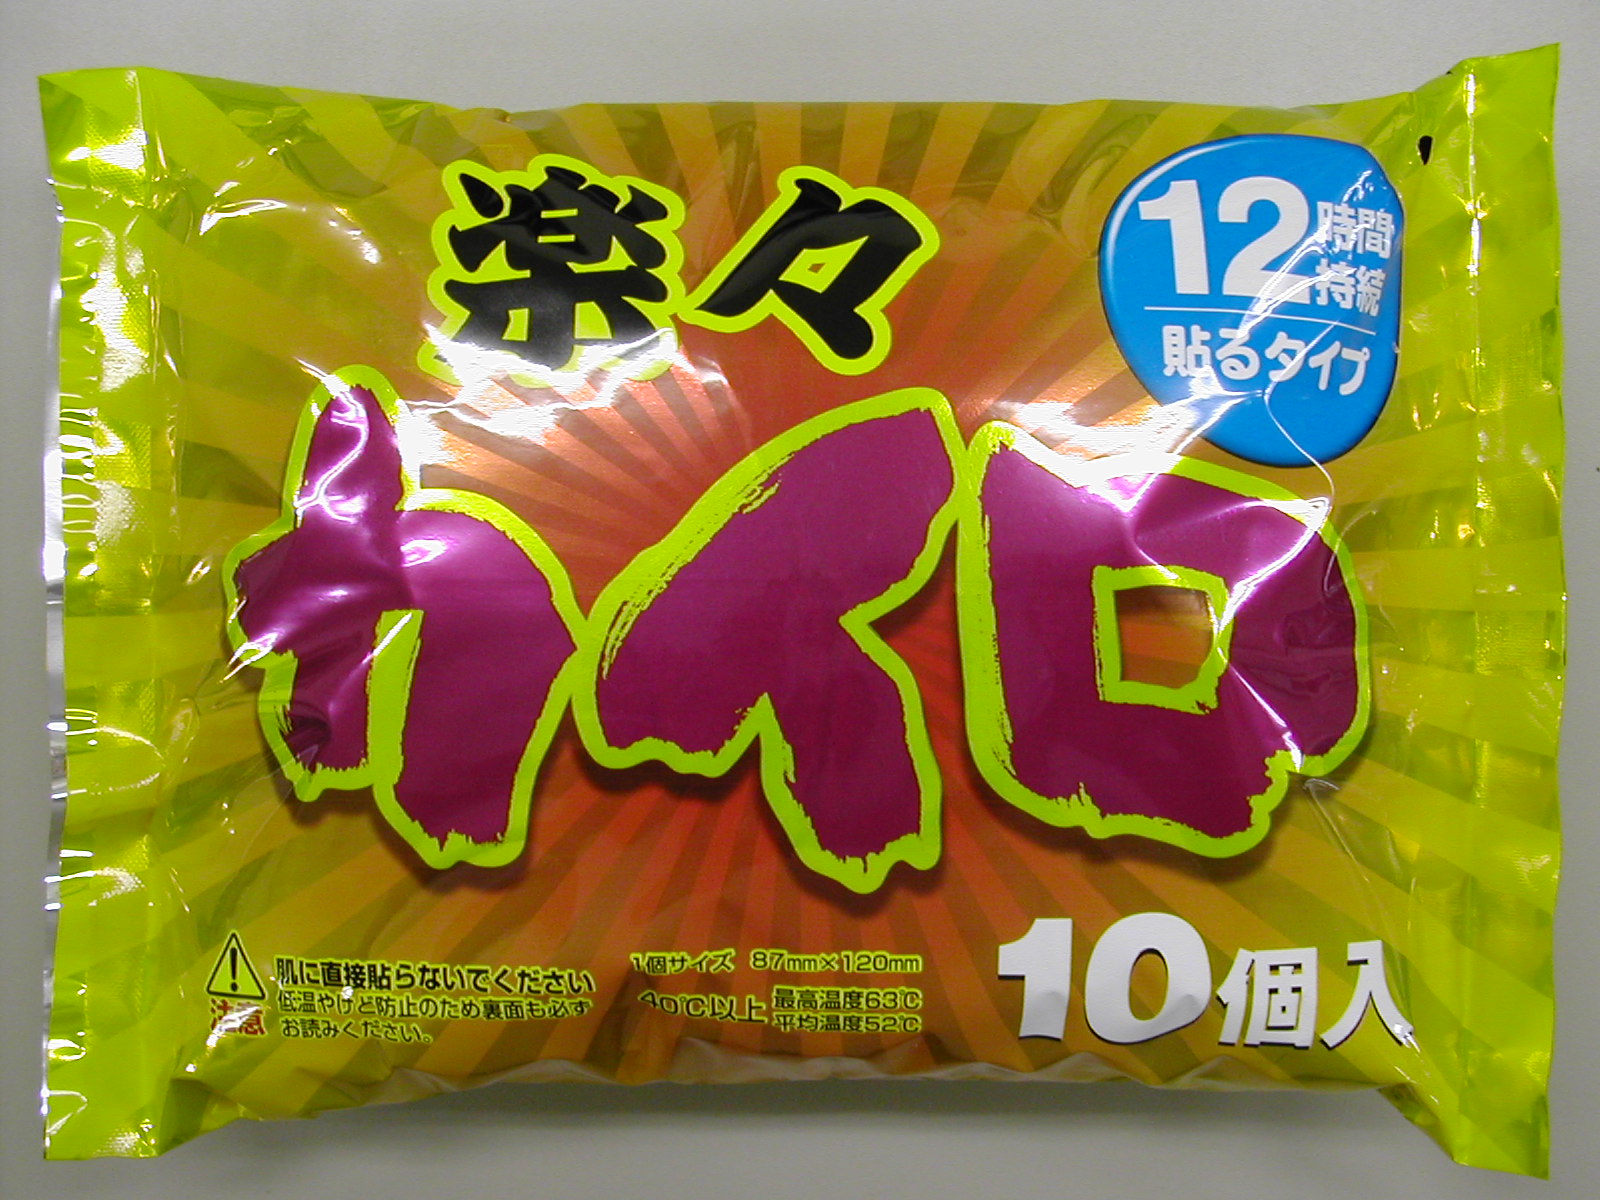 楽々
カイロ
12時間
持続
貼るタイプ
注意
肌に直接貼らないでください
低温やけど防止のため裏面も必ず
お読みください。
1個サイズ 87mm×120mm
40℃以上 最高温度63℃
平均温度52℃
10個入